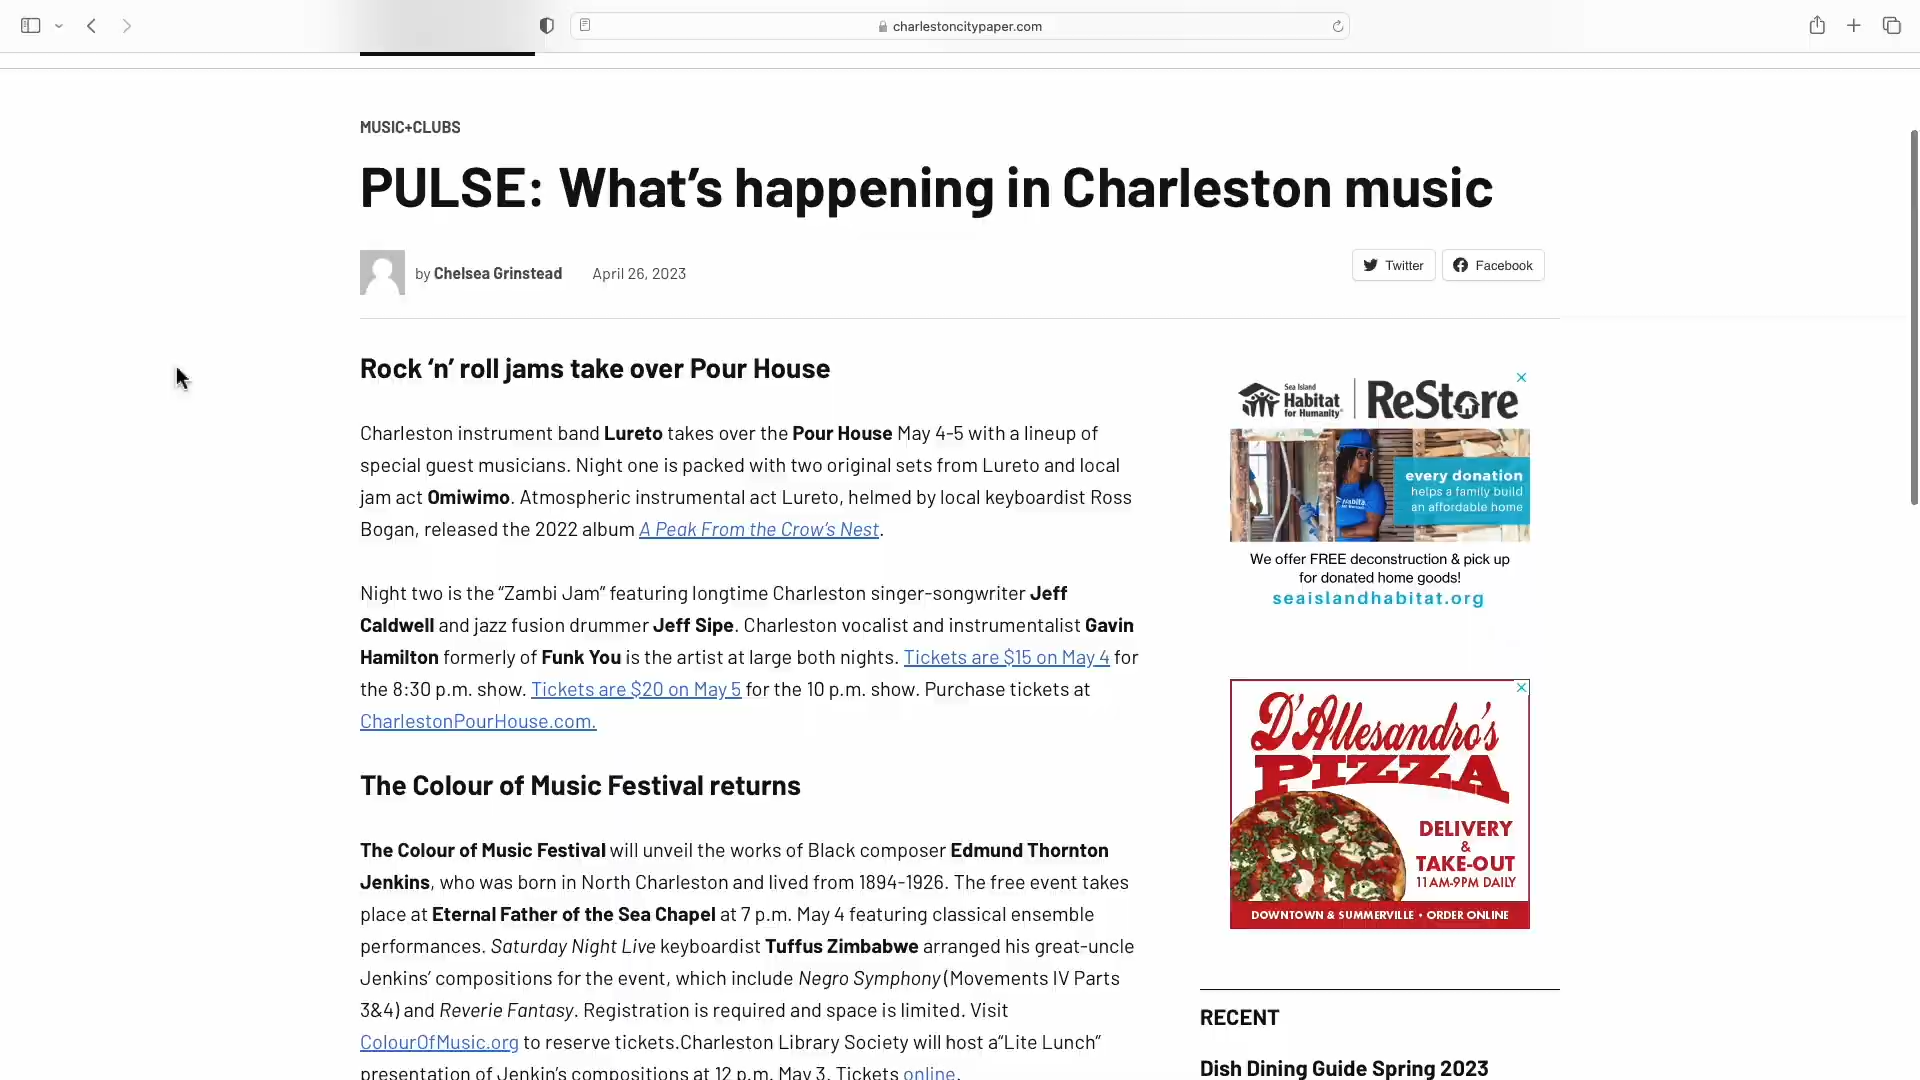 charlestoncitypaper.com
MUSIC+CLUBS
PULSE: What’s happening in Charleston music
by Chelsea Grinstead April 26, 2023
Twitter Facebook
Rock ‘n’ roll jams take over Pour House
Charleston instrument band Lureto takes over the Pour House May 4-5 with a lineup of
special guest musicians. Night one is packed with two original sets from Lureto and local
jam act Omiwimo. Atmospheric instrumental act Lureto, helmed by local keyboardist Ross
Bogan, released the 2022 album A Peak From the Crow’s Nest.
Night two is the “Zambi Jam” featuring longtime Charleston singer-songwriter Jeff
Caldwell and jazz fusion drummer Jeff Sipe. Charleston vocalist and instrumentalist Gavin
Hamilton formerly of Funk You is the artist at large both nights. Tickets are $15 on May 4 for
the 8:30 p.m. show. Tickets are $20 on May 5 for the 10 p.m. show. Purchase tickets at
CharlestonPourHouse.com.
The Colour of Music Festival returns
The Colour of Music Festival will unveil the works of Black composer Edmund Thornton
Jenkins, who was born in North Charleston and lived from 1894-1926. The free event takes
place at Eternal Father of the Sea Chapel at 7 p.m. May 4 featuring classical ensemble
performances. Saturday Night Live keyboardist Tuffus Zimbabwe arranged his great-uncle
Jenkins’ compositions for the event, which include Negro Symphony (Movements IV Parts
3&4) and Reverie Fantasy. Registration is required and space is limited. Visit
ColourOfMusic.org to reserve tickets.Charleston Library Society will host a“Lite Lunch”
presentation of Jenkin’s compositions at 12 p.m. May 3. Tickets online.
Sea Island
Habitat
for Humanity
ReStore
every donation
helps a family build
an affordable home
We offer FREE deconstruction & pick up
for donated home goods!
seaislandhabitat.org
D'Allesandro's
PIZZA
DELIVERY
&
TAKE-OUT
11AM-9PM DAILY
DOWNTOWN & SUMMERVILLE • ORDER ONLINE
RECENT
Dish Dining Guide Spring 2023